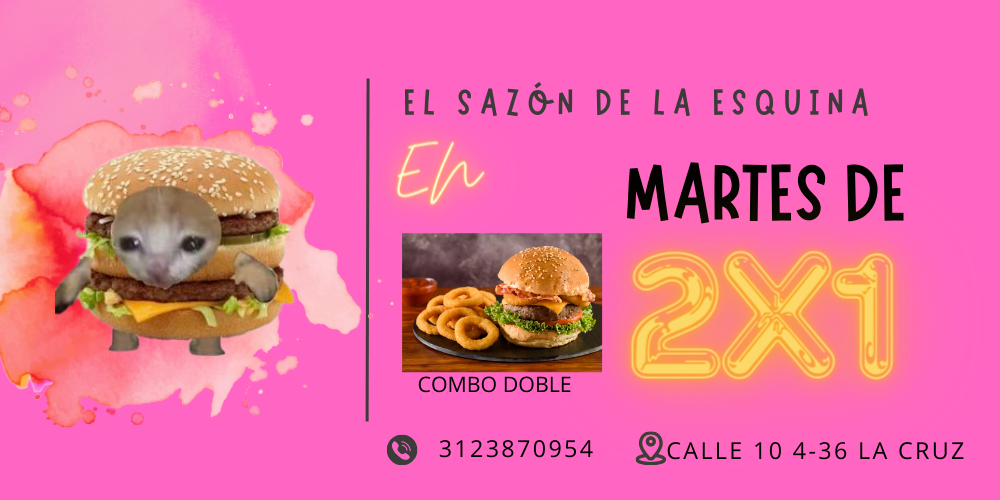 EL SAZÓN DE LA ESQUINA
En
MARTES DE
2X1
COMBO DOBLE
3123870954
CALLE 10 4-36 LA CRUZ